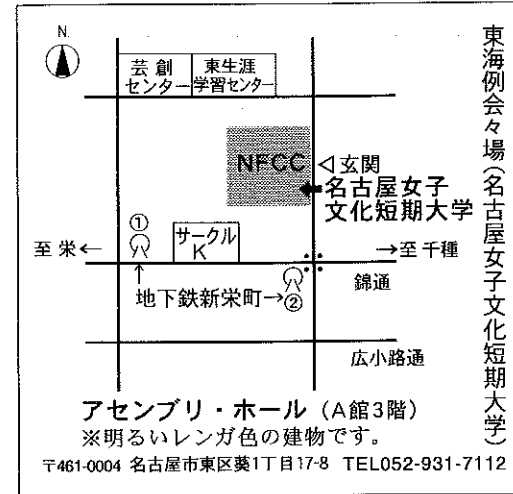 東海例会々場(名古屋女子文化短期大学)
N
芸創
センター
東生涯
学習センター
NFCC
◁玄関
名古屋女子
文化短期大学
①
サークル
K
至栄←
→至千種
地下鉄新栄町→②
錦通
広小路通
アセンブリ・ホール(A館3階)
※明るいレンガ色の建物です。
〒461-0004 名古屋市東区葵1丁目17-8 TEL052-931-7112